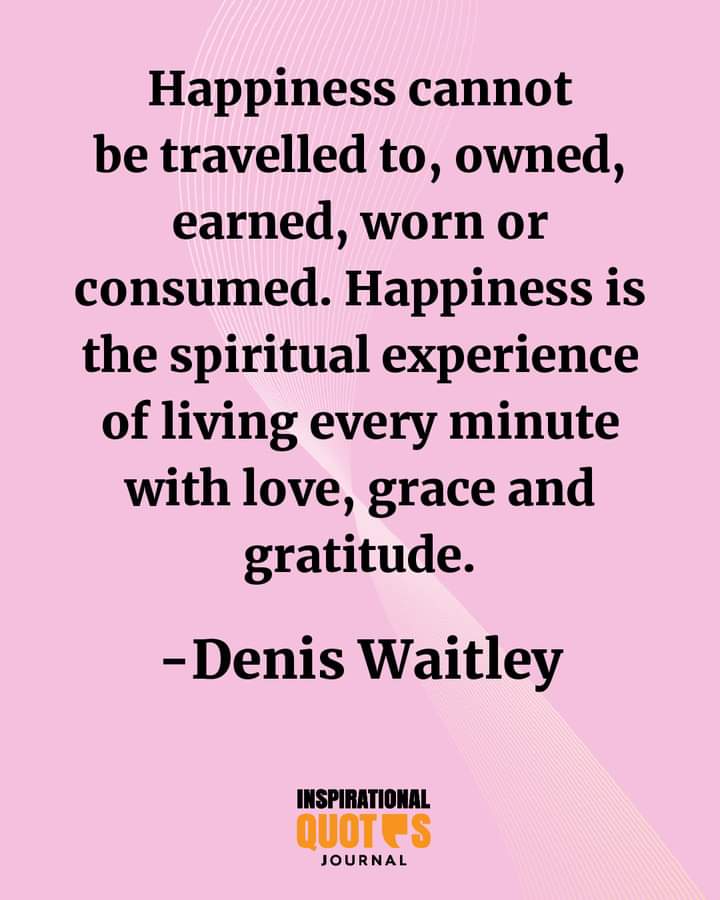 Happiness cannot
be travelled to, owned,
earned, worn or
consumed. Happiness is
the spiritual experience
of living every minute
with love, grace and
gratitude.
-Denis Waitley
INSPIRATIONAL
QUOTES
JOURNAL